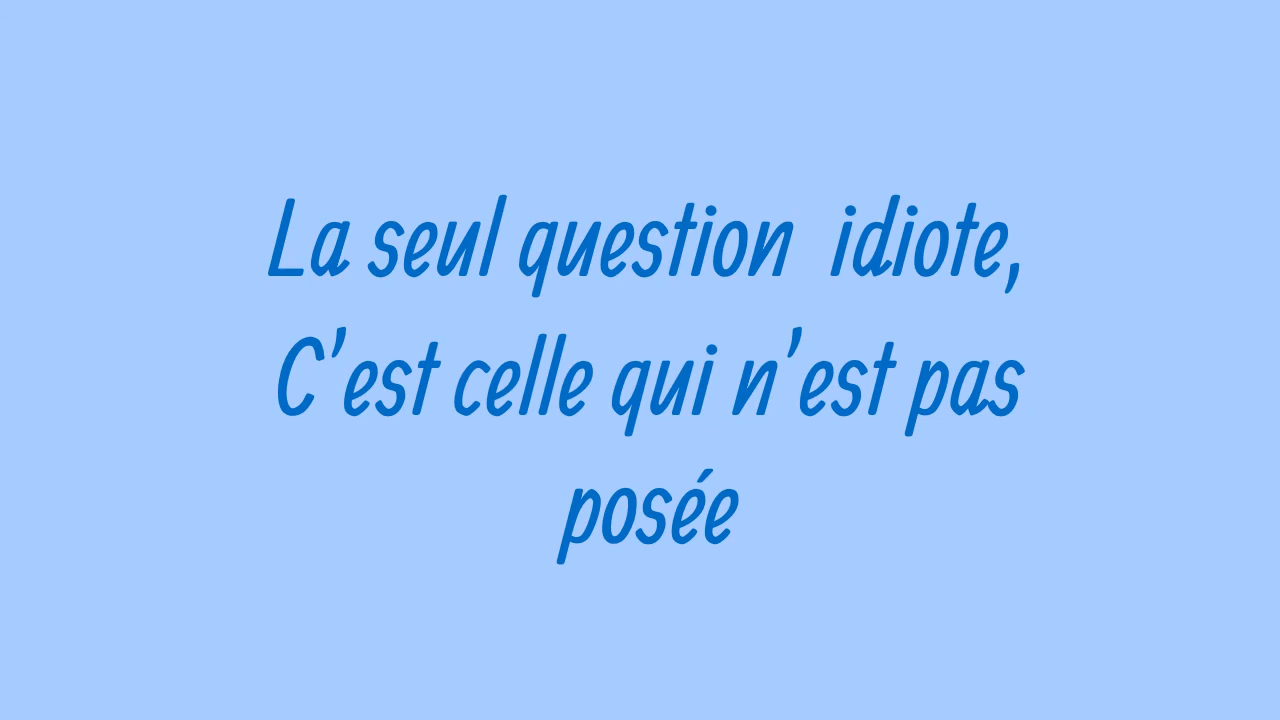 La seul question  idiote,
C'est celle qui n'est pas
posée